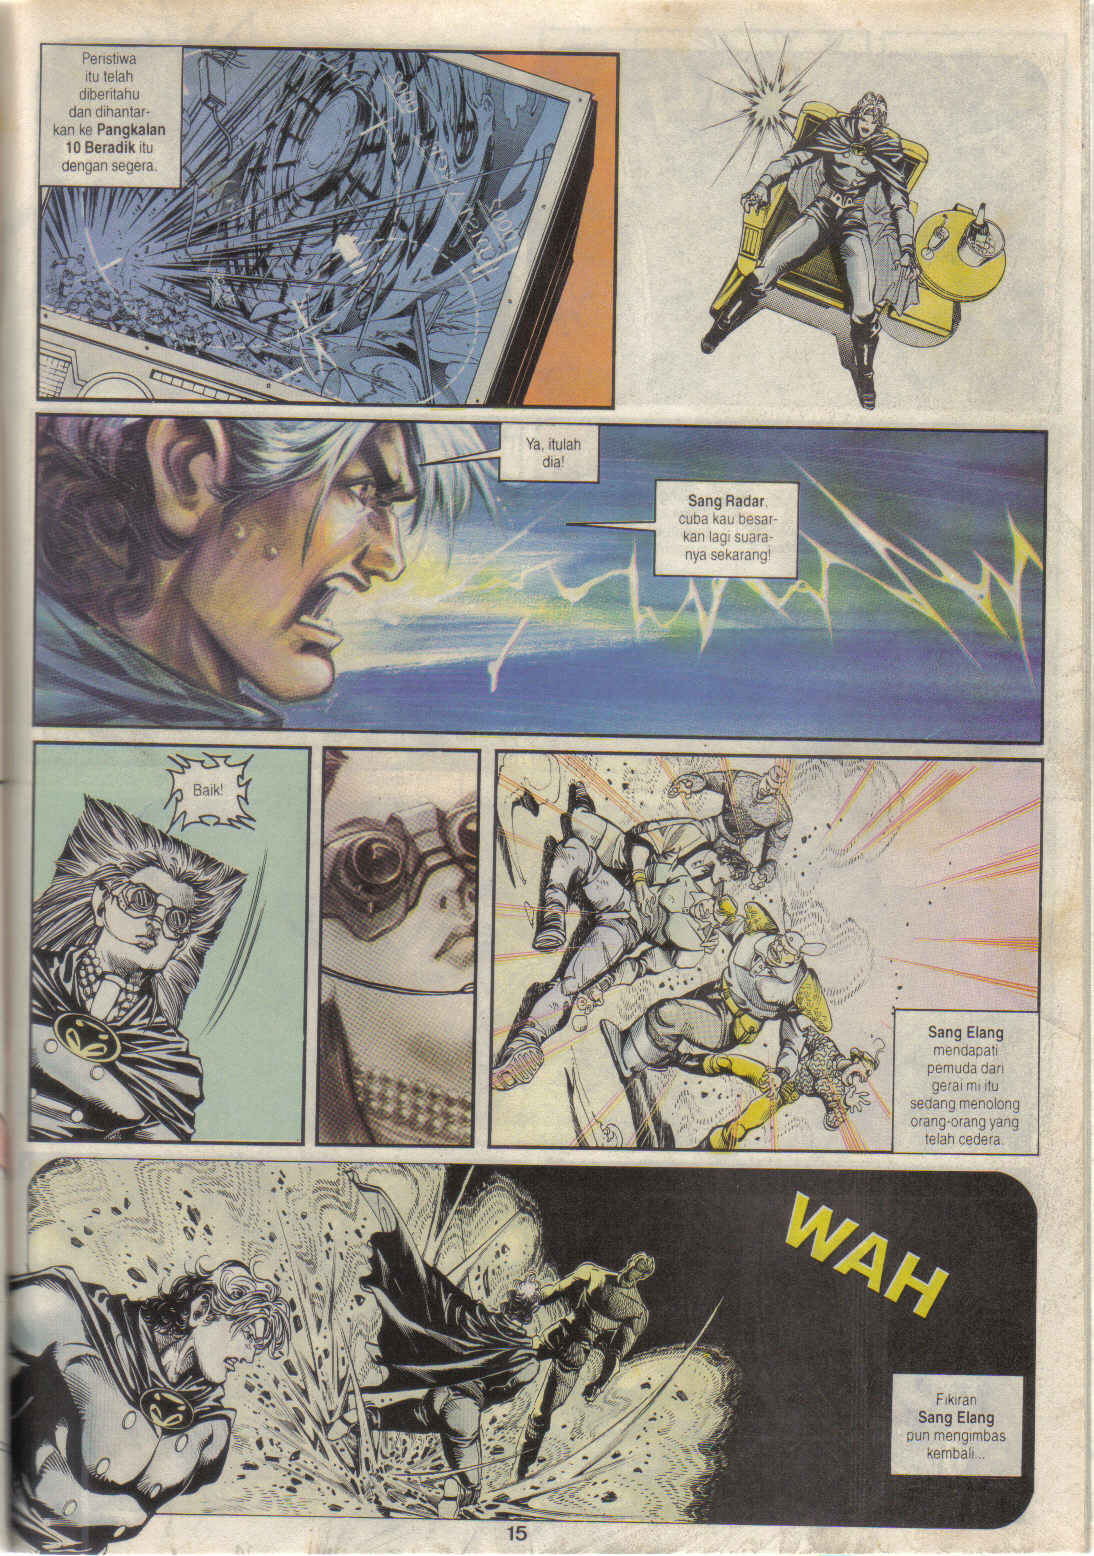 Peristiwa
itu telah
diberitahu
dan dihantar-
kan ke Pangkalan
10 Beradik itu
dengan segera.
Ya, itulah
dia!
Sang Radar,
cuba kau besar-
kan lagi suara-
nya sekarang!
Baik!
Sang Elang
mendapati
pemuda dari
gerai mi itu
sedang menolong
orang-orang yang
telah cedera.
WAH
Fikiran
Sang Elang
pun mengimbas
kembali...
15